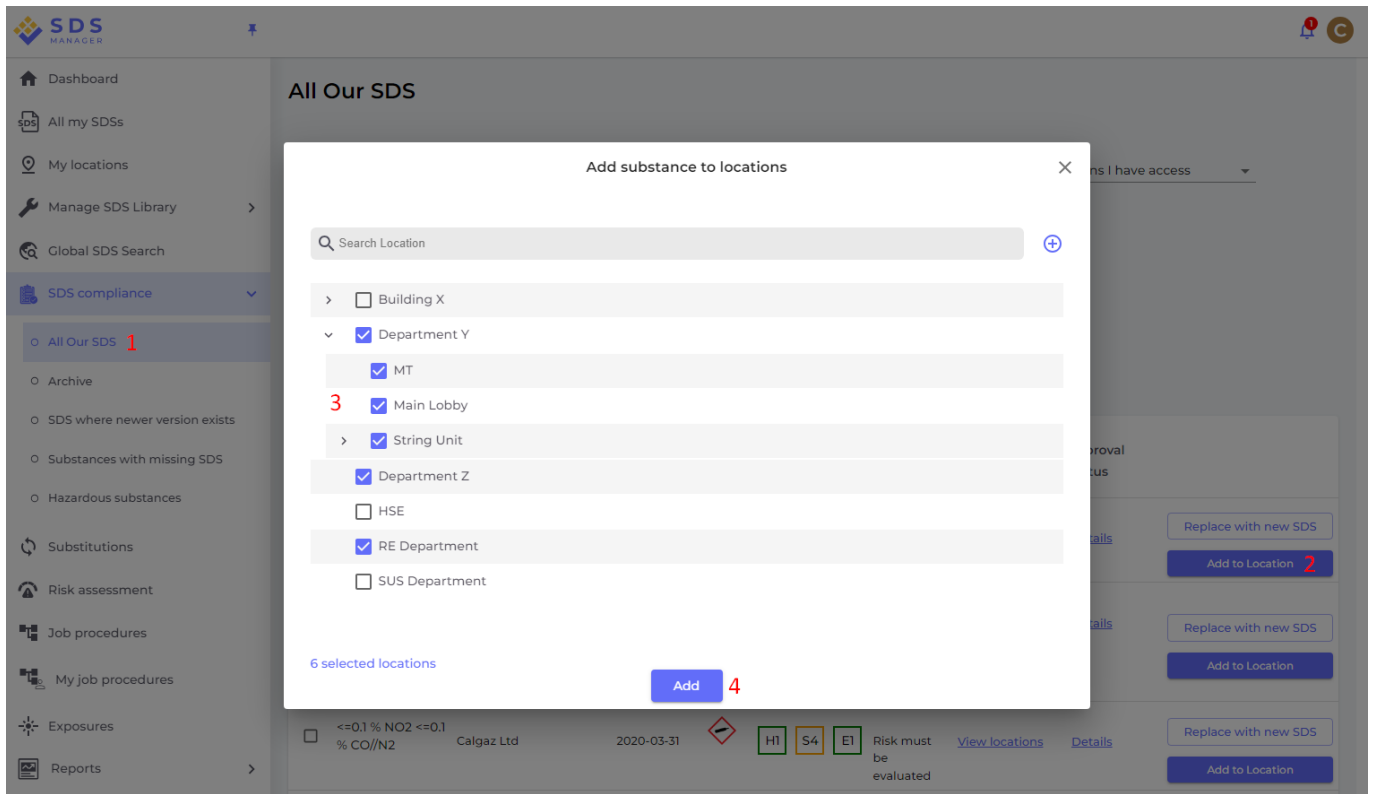 SDS
MANAGER
1
C
Dashboard
All my SDSs
My locations
Manage SDS Library
Global SDS Search
SDS compliance
All Our SDS 1
Archive
SDS where newer version exists
Substances with missing SDS
Hazardous substances
Substitutions
Risk assessment
Job procedures
My job procedures
Exposures
Reports
All Our SDS
ns I have access
Add substance to locations
Search Location
Building X
Department Y
MT
3 Main Lobby
String Unit
Department Z
HSE
RE Department
SUS Department
6 selected locations
Add 4
proval
tus
tails
Replace with new SDS
Add to Location 2
tails
Replace with new SDS
Add to Location
<=0.1 % NO2 <=0.1
% CO//N2
Calgaz Ltd
2020-03-31
H1 S4 E1
Risk must
be
evaluated
View locations
Details
Replace with new SDS
Add to Location